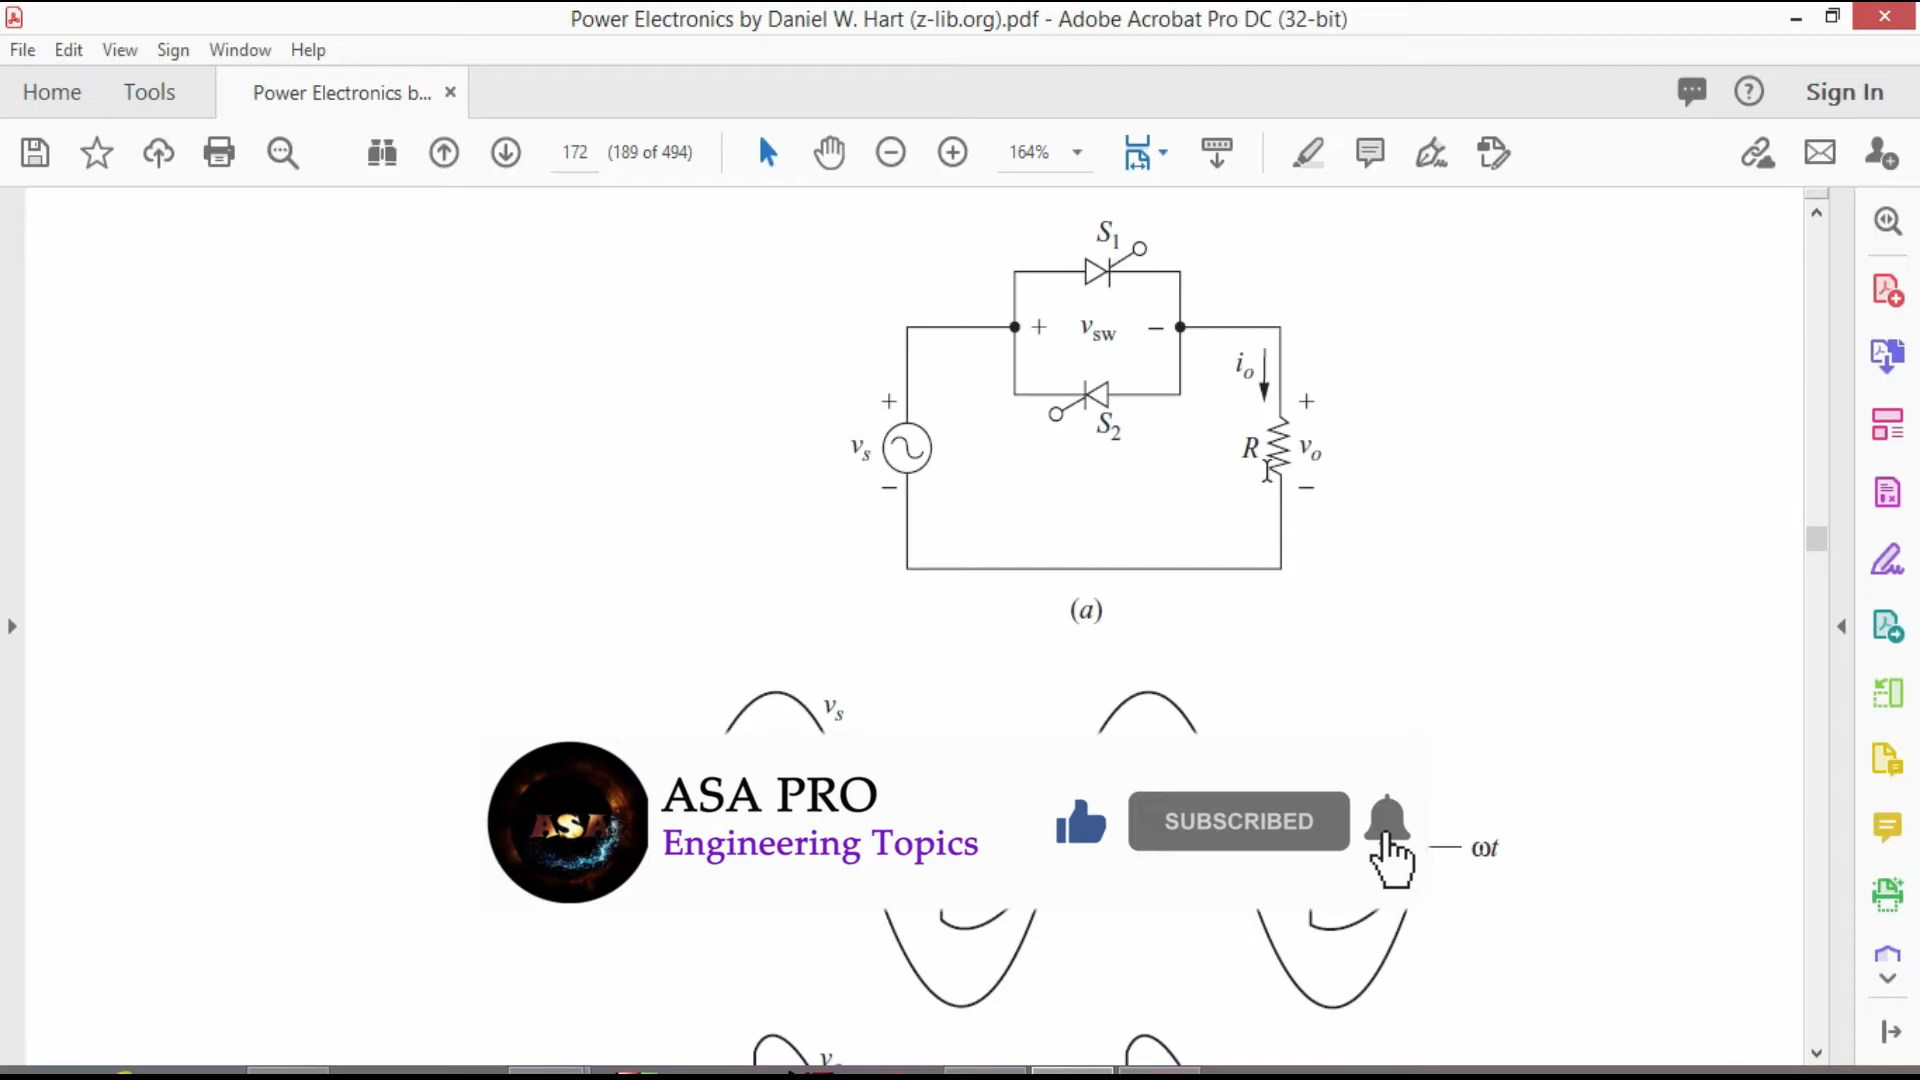 Power Electronics by Daniel W. Hart (z-lib.org).pdf - Adobe Acrobat Pro DC (32-bit)
File Edit View Sign Window Help
Home Tools Power Electronics b... × Sign In
172 (189 of 494) 164%
S₁
+ vsw −
iₒ
+ +
S₂
vₛ R vₒ
− −
(a)
vₛ
ASA
ASA PRO
Engineering Topics
SUBSCRIBED
ωt